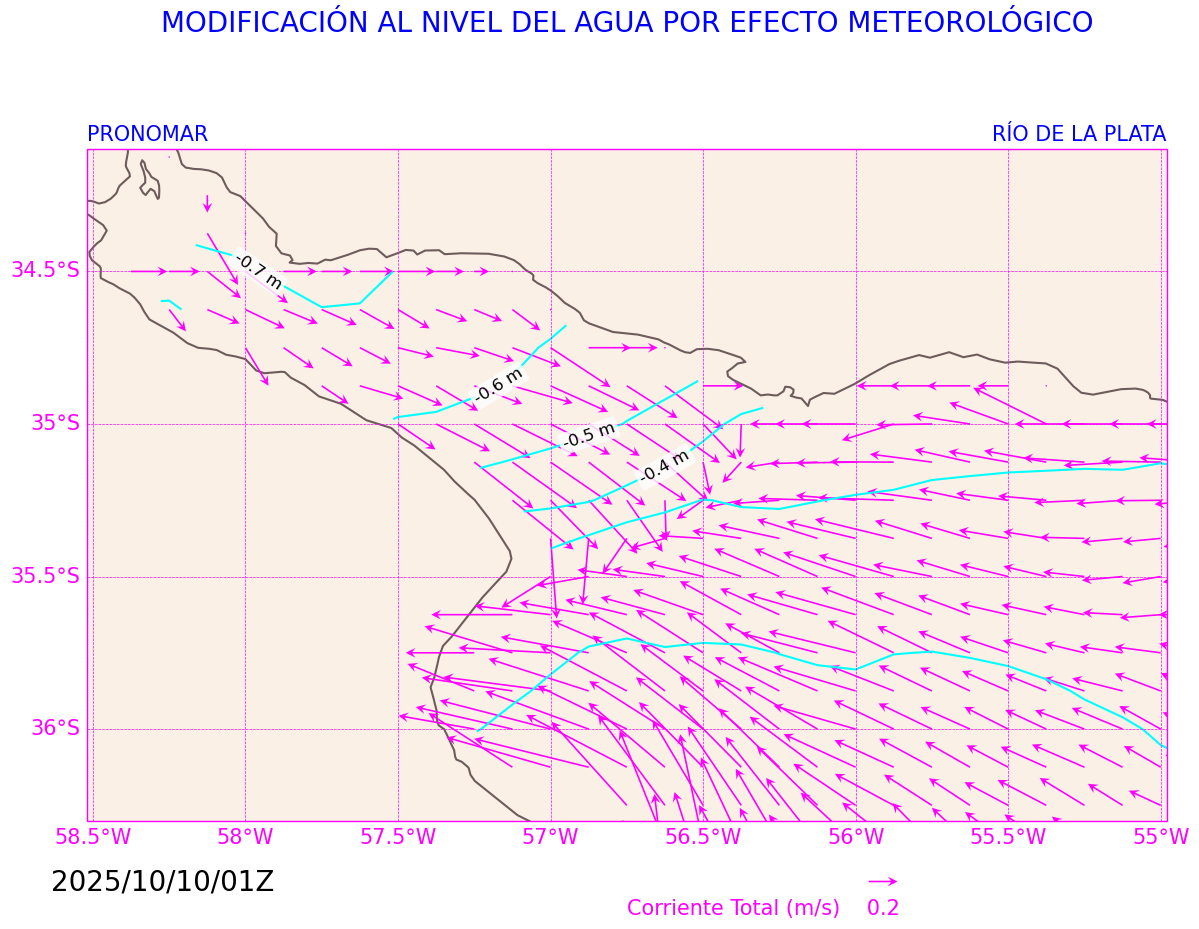 MODIFICACIÓN AL NIVEL DEL AGUA POR EFECTO METEOROLÓGICO
PRONOMAR RÍO DE LA PLATA
-0.7 m
34.5°S
-0.6 m
35°S
-0.5 m
-0.4 m
35.5°S
36°S
58.5°W 58°W 57.5°W 57°W 56.5°W 56°W 55.5°W 55°W
2025/10/10/01Z
Corriente Total (m/s) 0.2